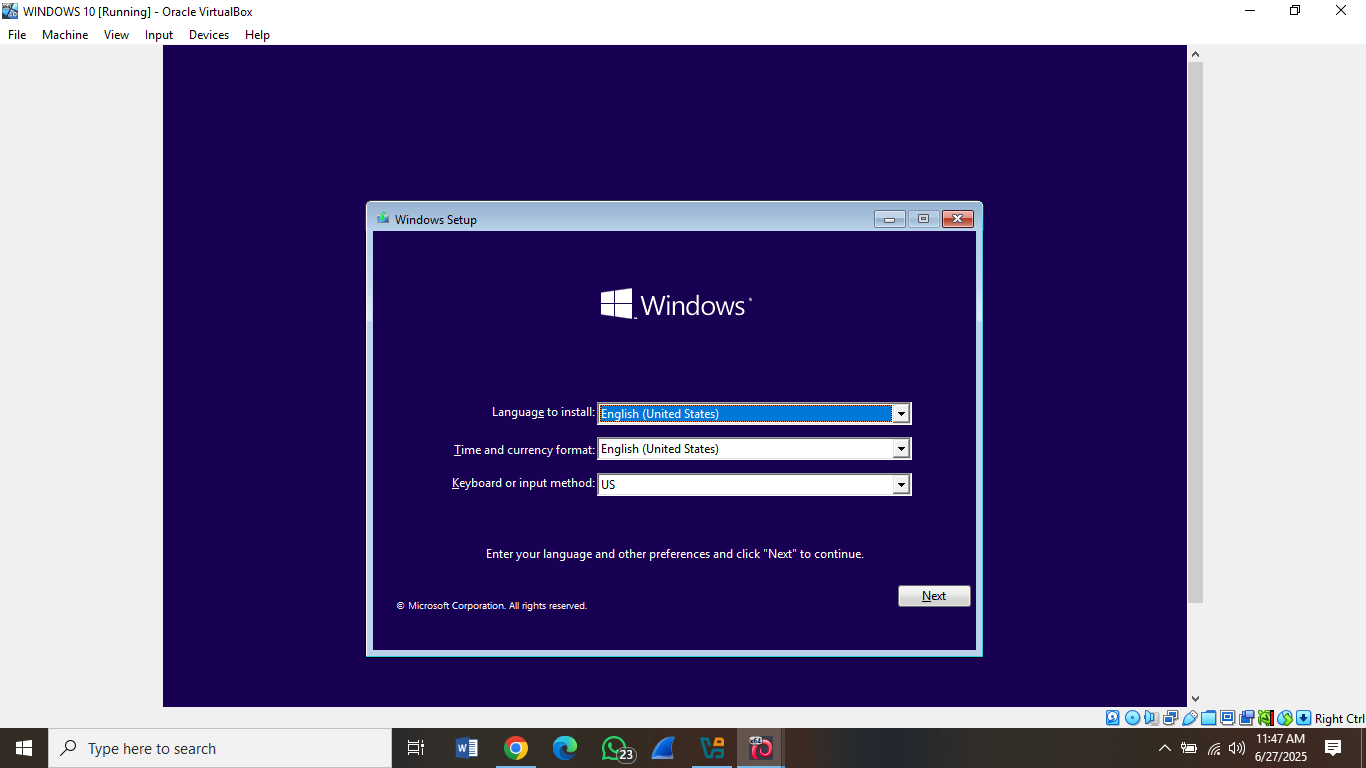 WINDOWS 10 [Running] - Oracle VirtualBox
File Machine View Input Devices Help
Windows Setup
Windows
Language to install: English (United States)
Time and currency format: English (United States)
Keyboard or input method: US
Enter your language and other preferences and click "Next" to continue.
Next
© Microsoft Corporation. All rights reserved.
Right Ctrl
Type here to search
23
11:47 AM
6/27/2025